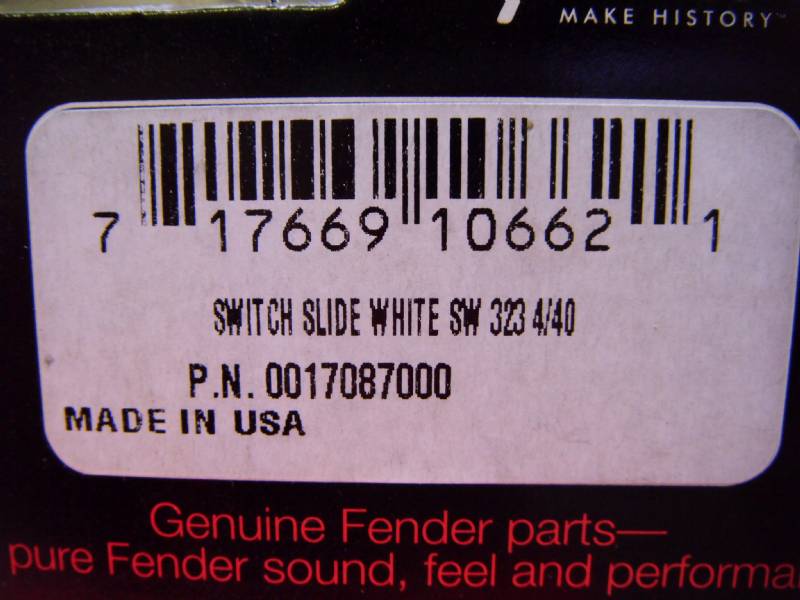 MAKE HISTORY™
7 17669 10662 1
SWITCH SLIDE WHITE SW 323 4/40
P.N. 0017087000
MADE IN USA
Genuine Fender parts—
pure Fender sound, feel and performa